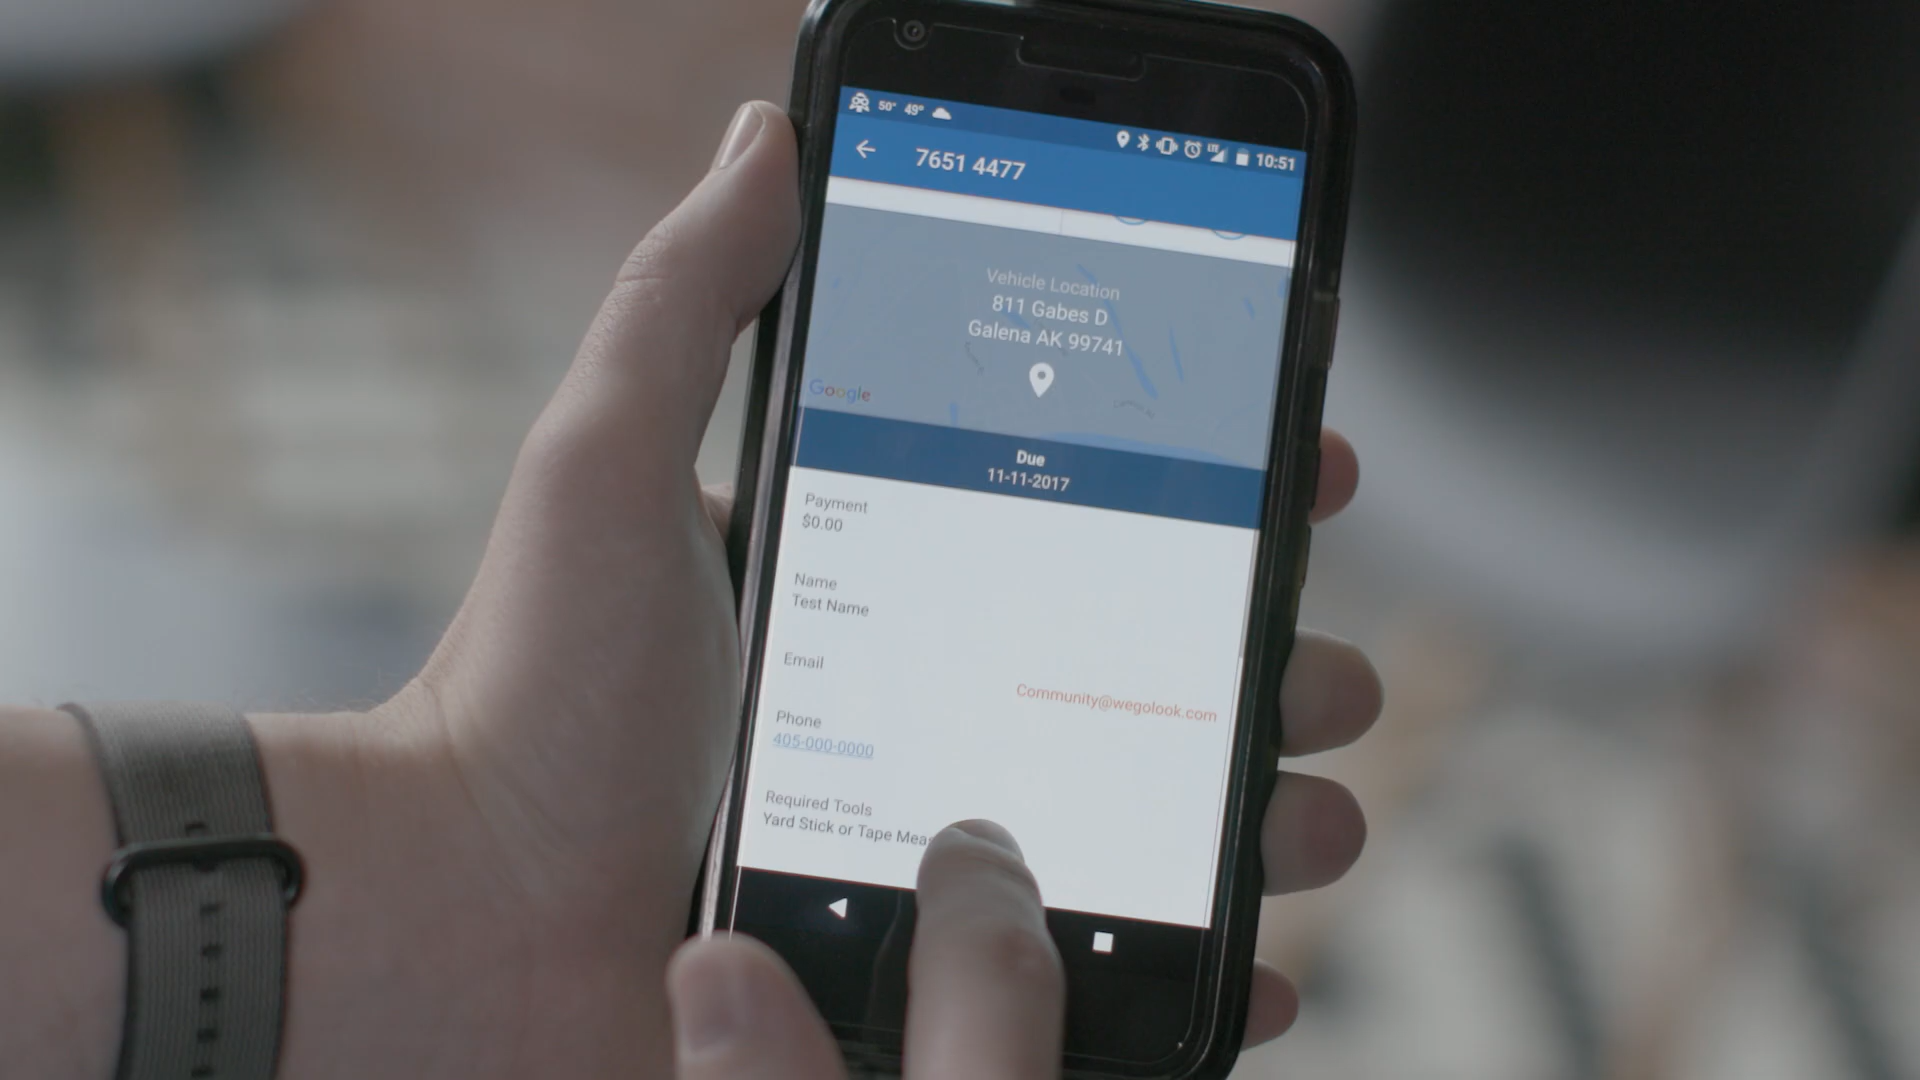 50° 49°
LTE 10:51
7651 4477
Vehicle Location
811 Gabes D
Galena AK 99741
Google
Due
11-11-2017
Payment
$0.00
Name
Test Name
Email
Community@wegolook.com
Phone
405-000-0000
Required Tools
Yard Stick or Tape Meas